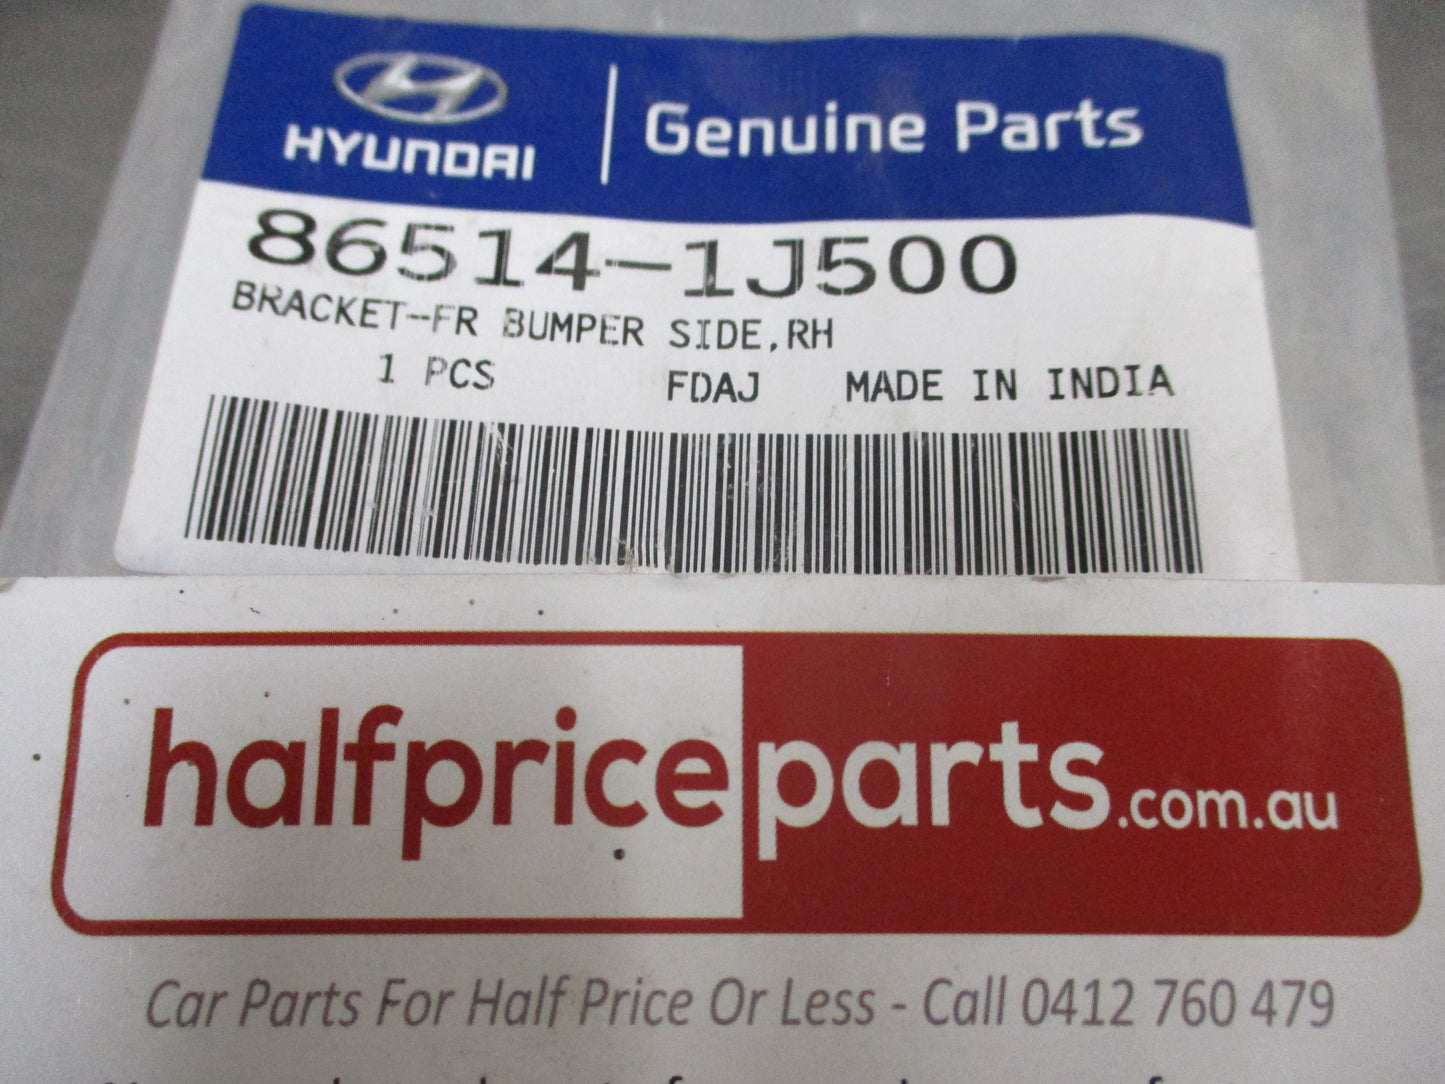 HYUNDAI
Genuine Parts
86514-1J500
BRACKET-FR BUMPER SIDE,RH
1 PCS FDAJ MADE IN INDIA
halfpriceparts.com.au
Car Parts For Half Price Or Less - Call 0412 760 479